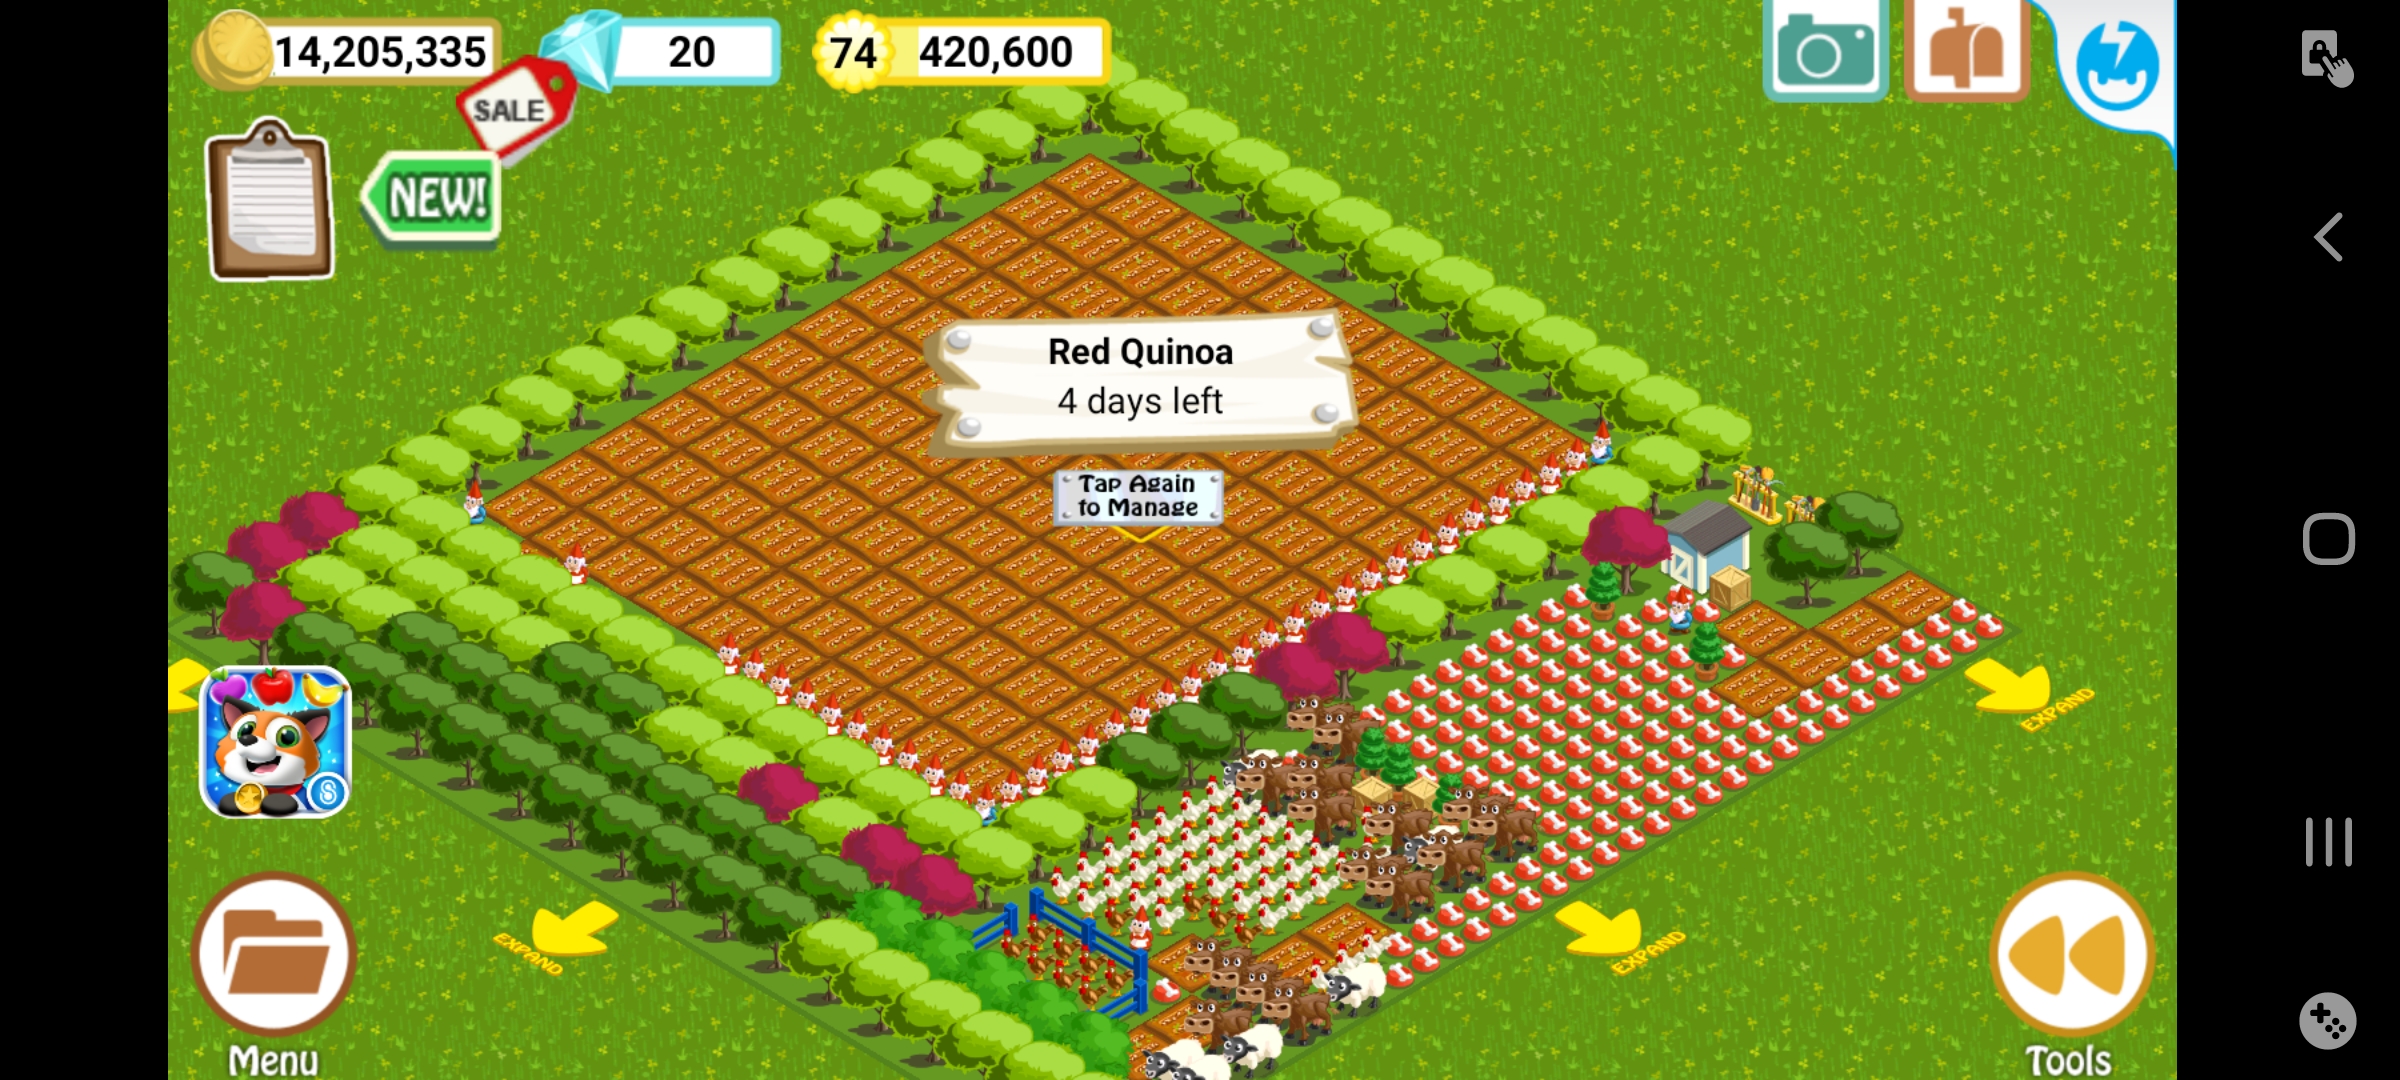 14,205,335
20
74
420,600
SALE
NEW!
Red Quinoa
4 days left
Tap Again
to Manage
EXPAND
EXPAND
EXPAND
Menu
Tools